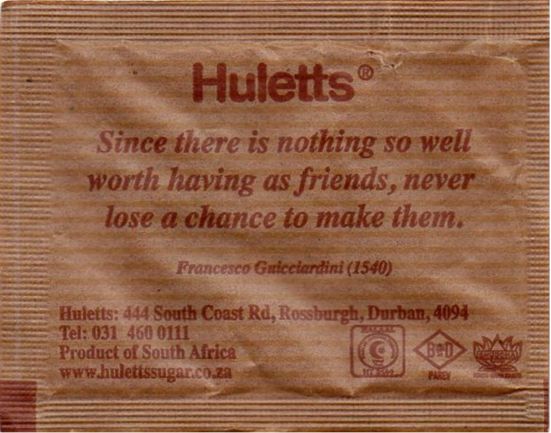 Huletts®
Since there is nothing so well
worth having as friends, never
lose a chance to make them.
Francesco Guicciardini (1540)
Huletts: 444 South Coast Rd, Rossburgh, Durban, 4094
Tel: 031 460 0111
Product of South Africa
www.hulettssugar.co.za
PAREV